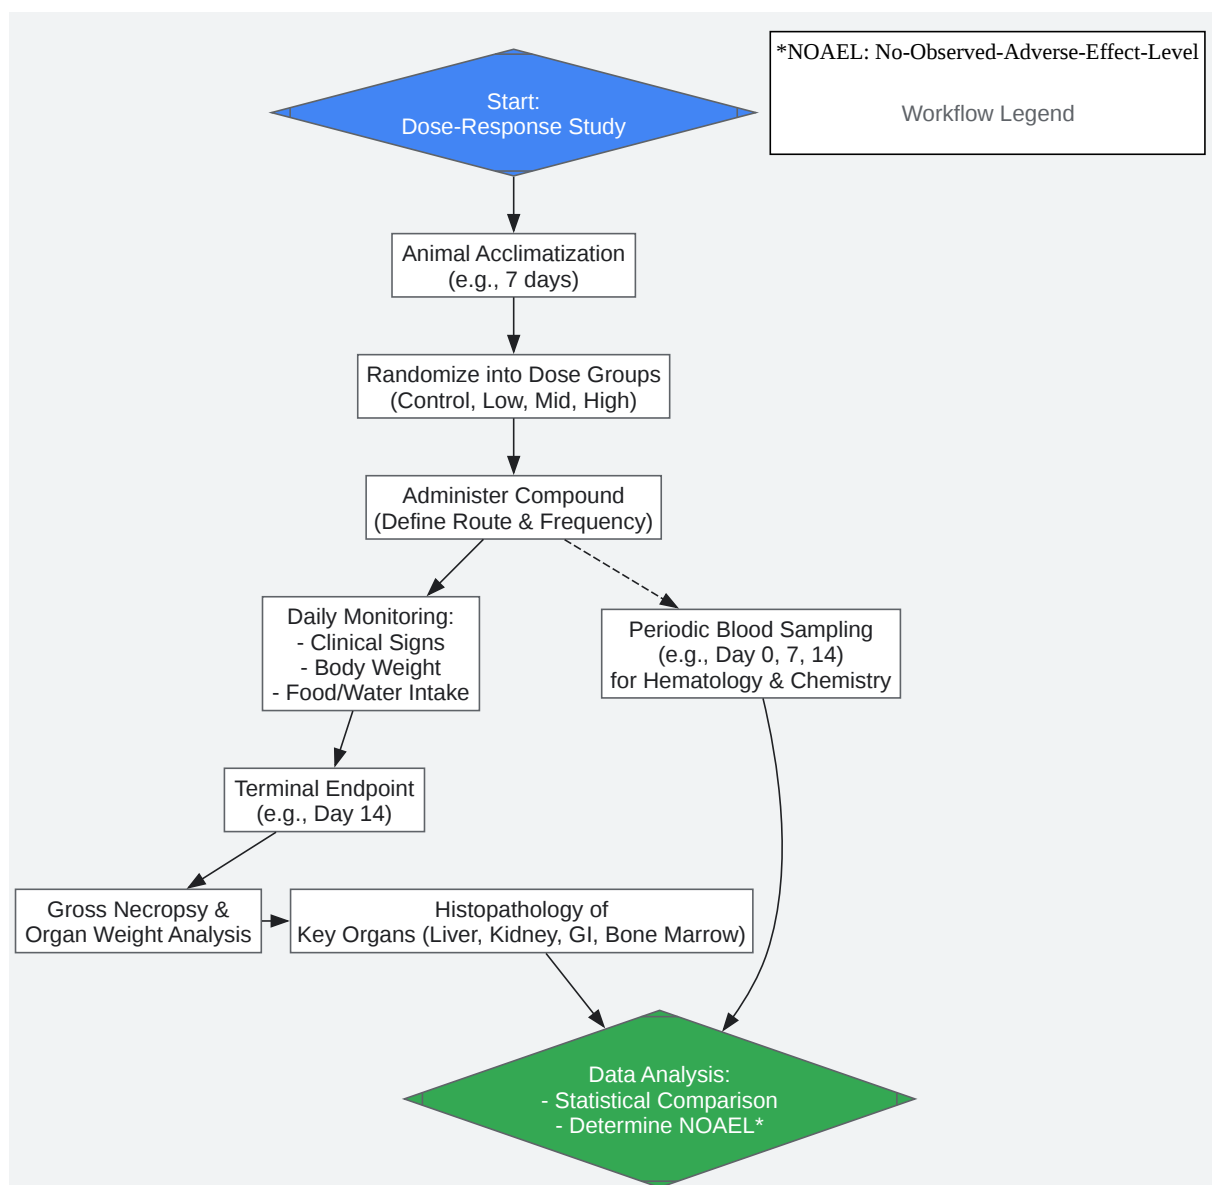 *NOAEL: No-Observed-Adverse-Effect-Level
Workflow Legend
Start:
Dose-Response Study
Animal Acclimatization
(e.g., 7 days)
Randomize into Dose Groups
(Control, Low, Mid, High)
Administer Compound
(Define Route & Frequency)
Daily Monitoring:
- Clinical Signs
- Body Weight
- Food/Water Intake
Periodic Blood Sampling
(e.g., Day 0, 7, 14)
for Hematology & Chemistry
Terminal Endpoint
(e.g., Day 14)
Gross Necropsy &
Organ Weight Analysis
Histopathology of
Key Organs (Liver, Kidney, GI, Bone Marrow)
Data Analysis:
- Statistical Comparison
- Determine NOAEL*